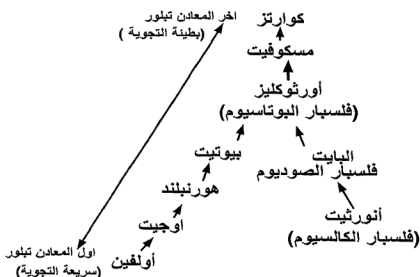 كوارتز
اخر المعادن تبلور
(بطيئة التجوية )
مسكوفيت
أورثوكليز
(فلسبار البوتاسيوم)
البايت
فلسبار الصوديوم
بيوتيت
هورنبلند
أنورثيت
(فلسبار الكالسيوم)
اوجيت
أولفين
اول المعادن تبلور
(سريعة التجوية)